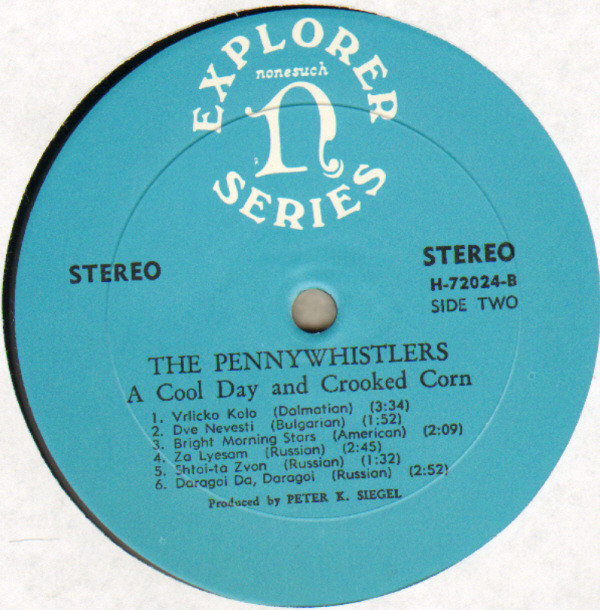 EXPLORER
nonesuch
n
SERIES
STEREO
STEREO
H-72024-B
SIDE TWO
THE PENNYWHISTLERS
A Cool Day and Crooked Corn
1. Vrlicko Kolo (Dalmatian) (3:34)
2. Dve Nevesti (Bulgarian) (1:52)
3. Bright Morning Stars (American) (2:09)
4. Za Lyesam (Russian) (2:45)
5. Shtoi-ta Zvon (Russian) (1:32)
6. Daragoi Da, Daragoi (Russian) (2:52)
Produced by PETER K. SIEGEL